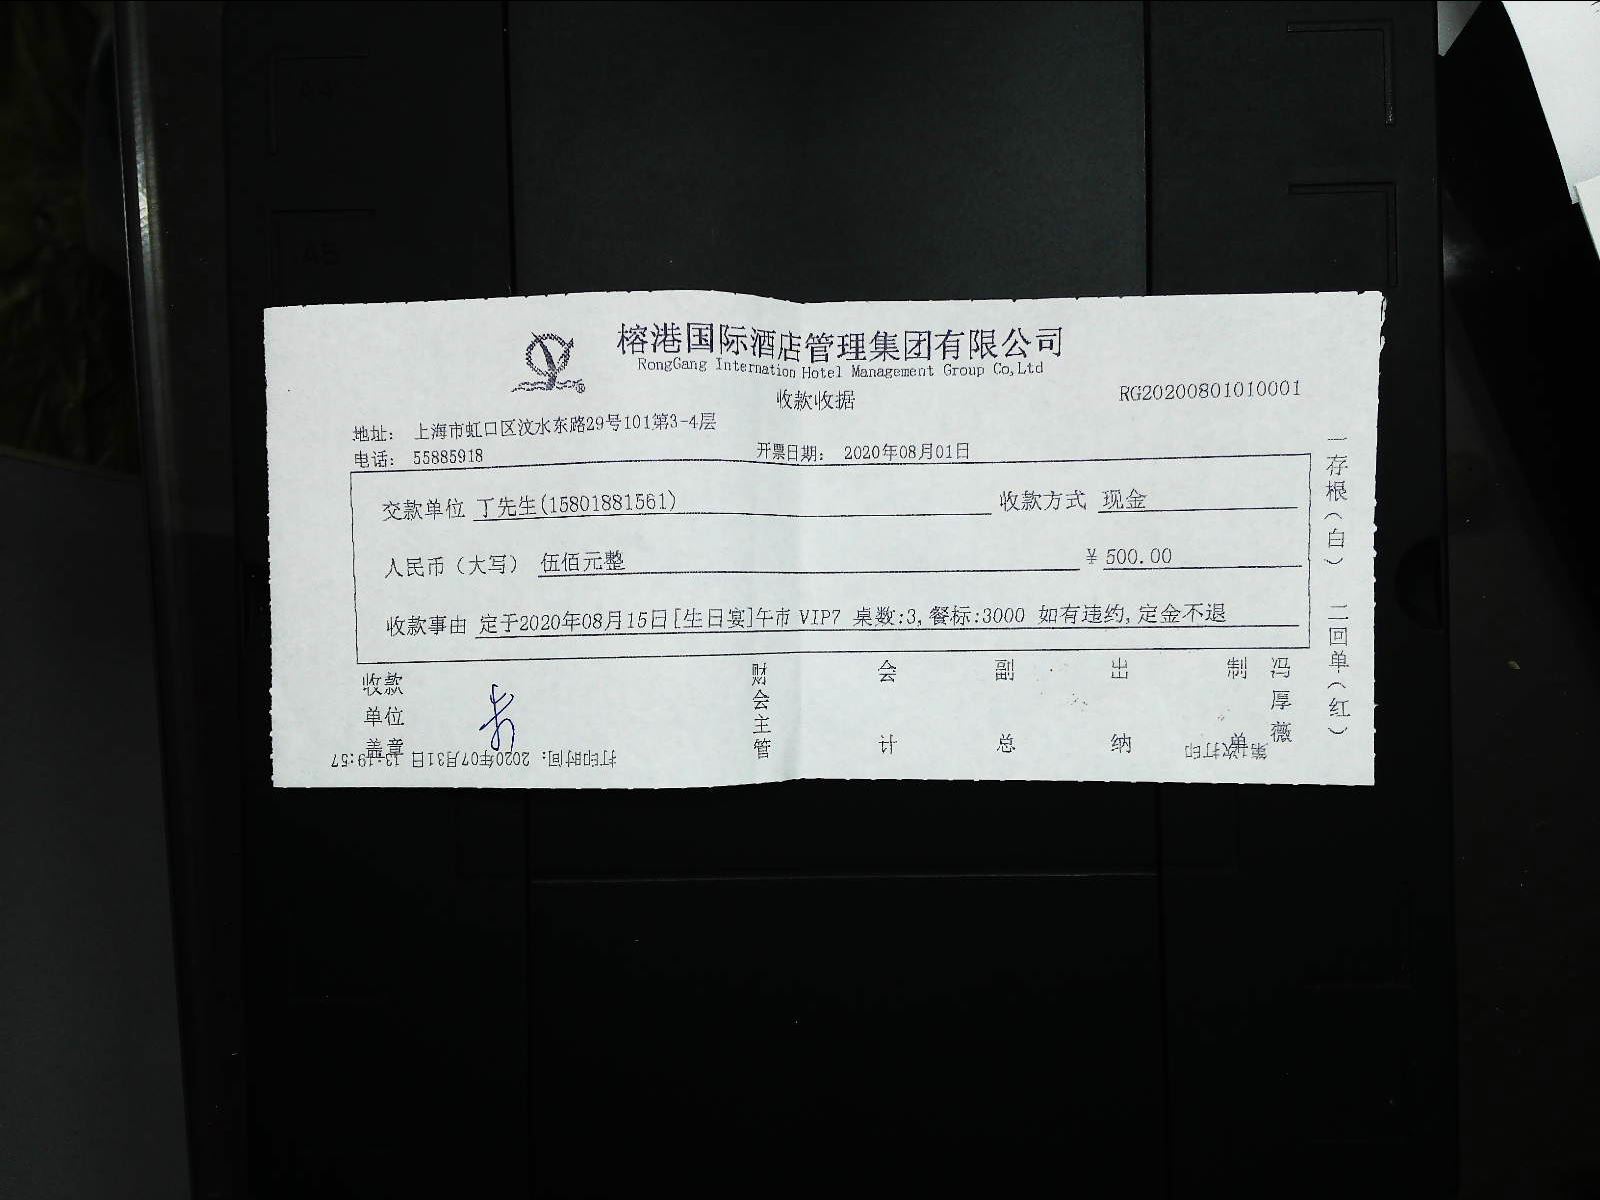 榕港国际酒店管理集团有限公司
RongGang Internation Hotel Management Group Co,Ltd
收款收据
RG20200801010001
地址： 上海市虹口区汶水东路29号101第3-4层
电话： 55885918
开票日期： 2020年08月01日
交款单位 丁先生(15801881561)
收款方式 现金
人民币（大写） 伍佰元整
¥ 500.00
收款事由 定于2020年08月15日[生日宴]午市 VIP7 桌数:3,餐标:3000 如有违约,定金不退
收款单位盖章
财会主管
会计
副总
出纳
制单
冯厚薇
一存根（白）
二回单（红）
打印时间：2020年07月31日 13:19:57
第1次打印
A4
A5